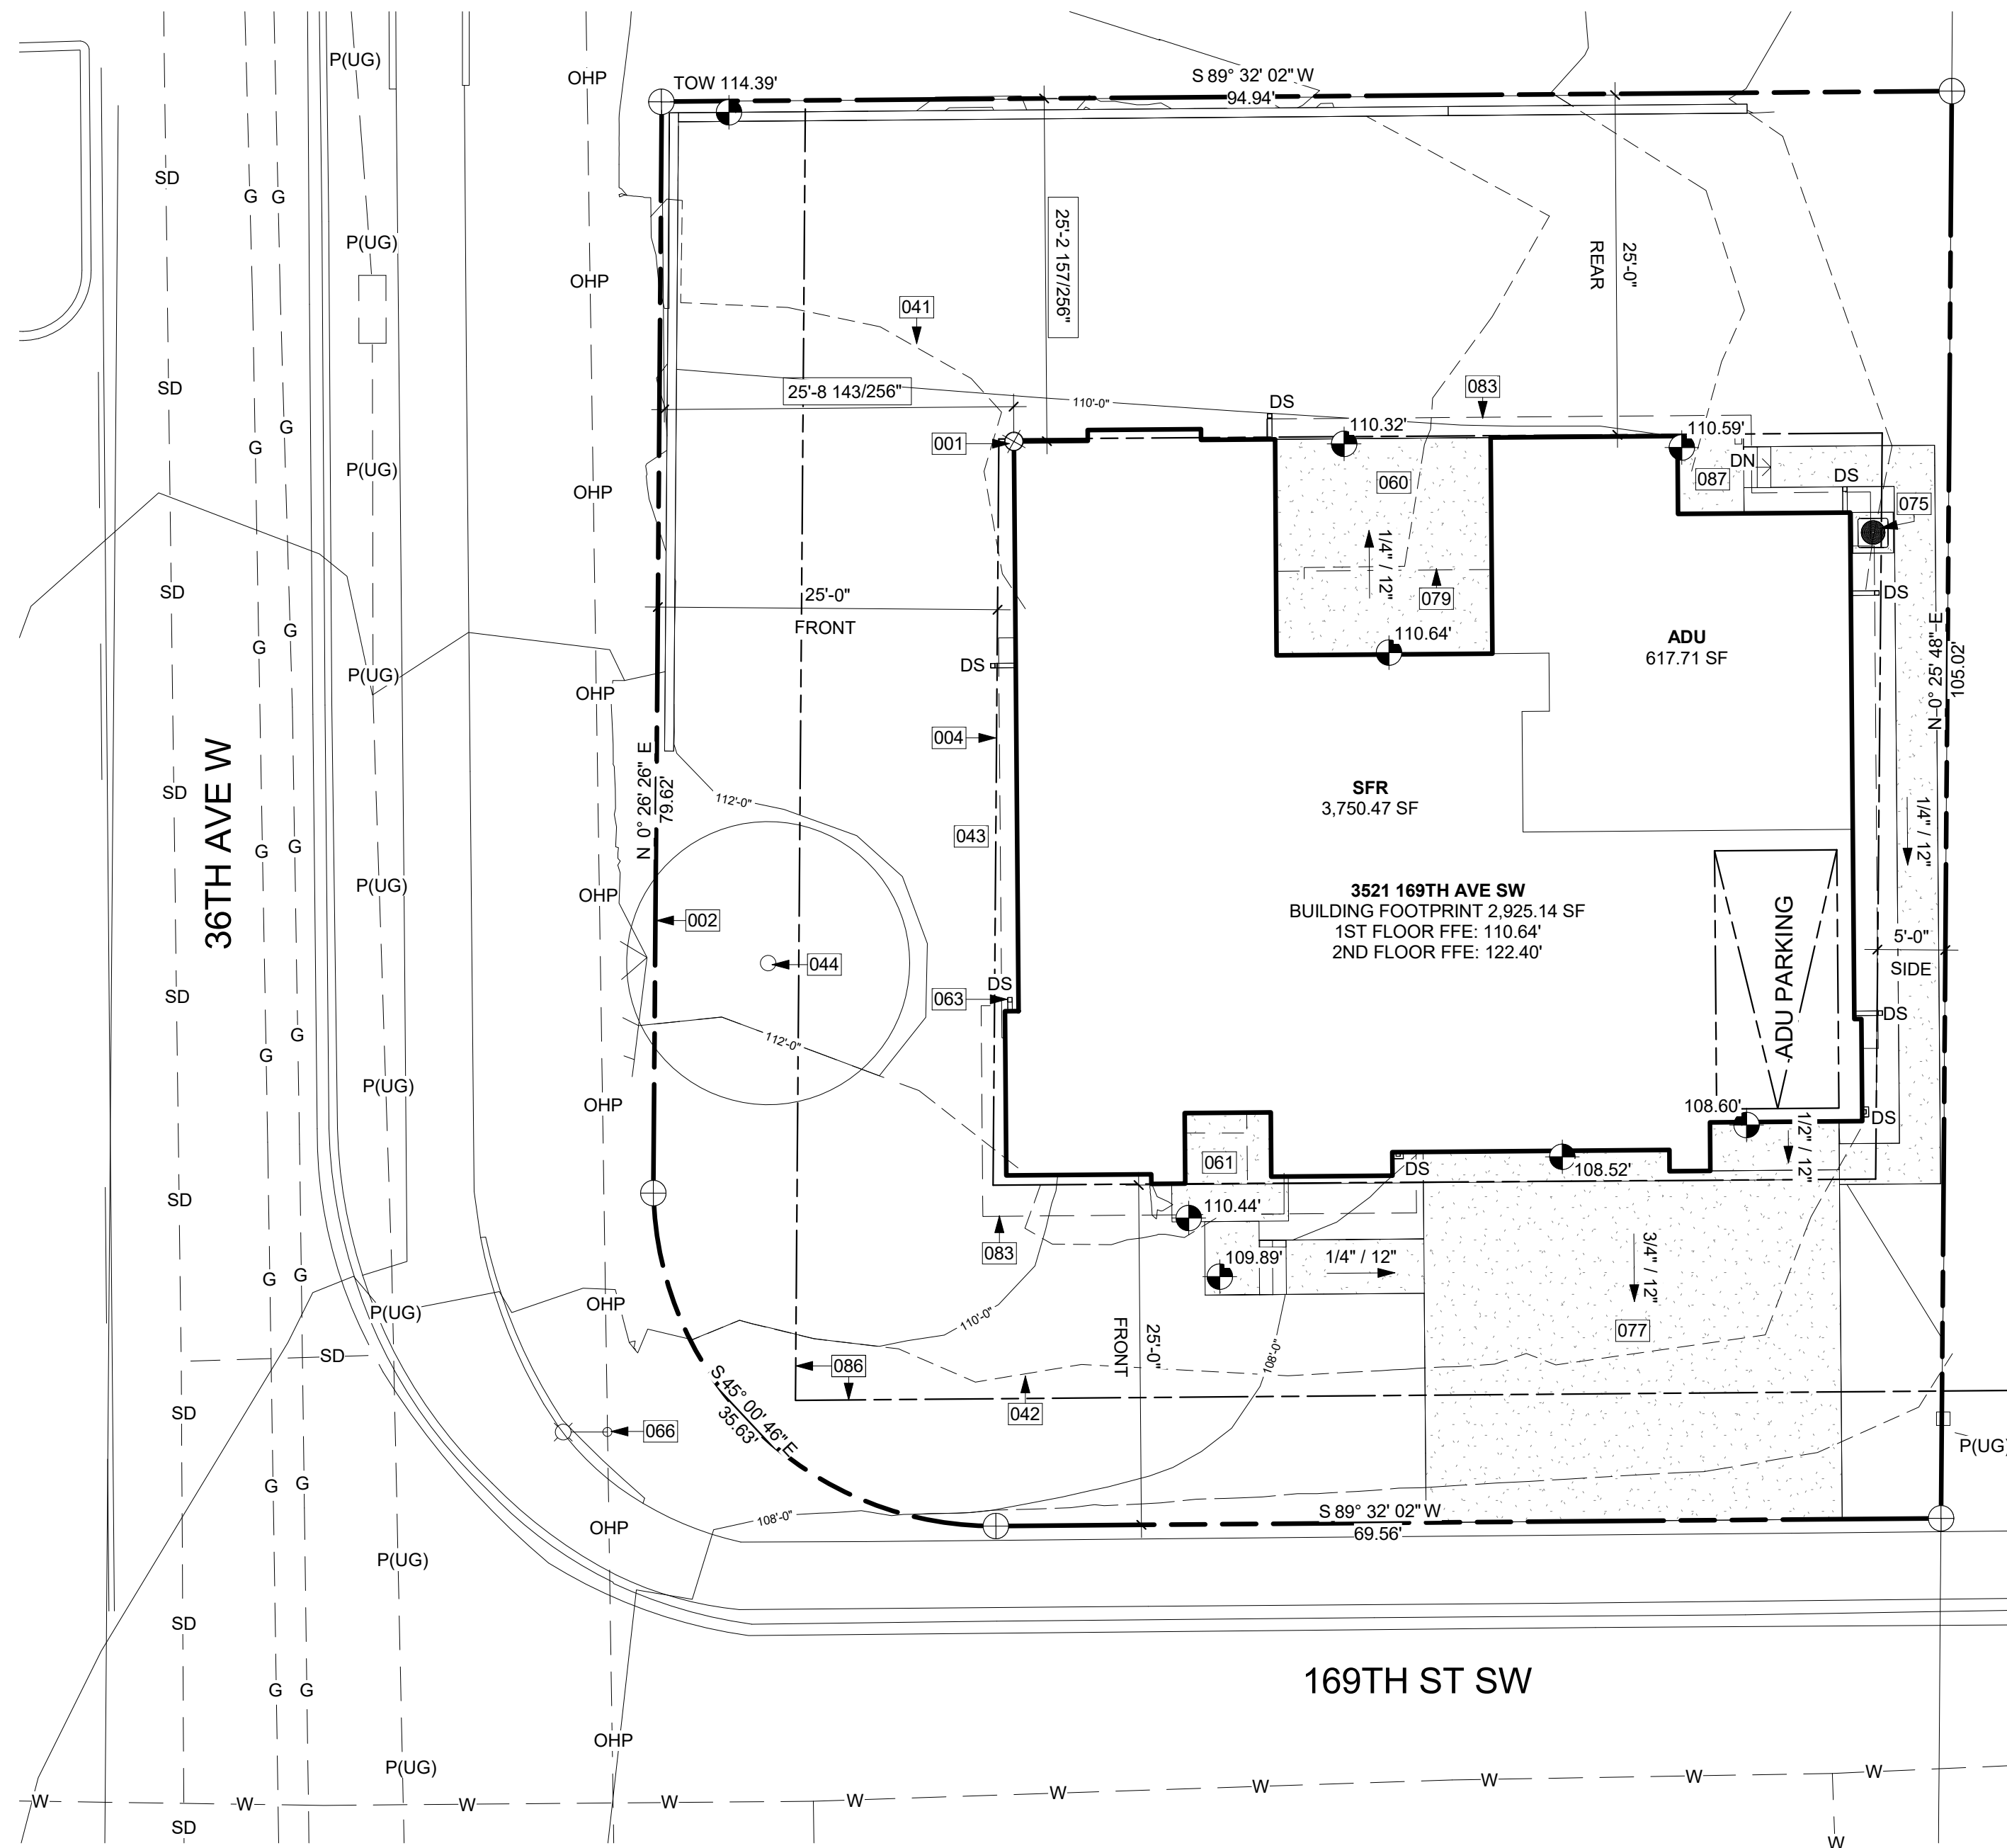 P(UG)
OHP
TOW 114.39'
S 89° 32' 02" W
94.94'
SD
G
G
P(UG)
OHP
25'-2 157/256"
25'-0"
REAR
041
SD
25'-8 143/256"
110'-0"
083
DS
G
G
001
110.32'
110.59'
DN
P(UG)
OHP
060
087
DS
075
1/4" / 12"
SD
25'-0"
FRONT
079
DS
G
G
110.64'
ADU
617.71 SF
N 0° 25' 48" E
105.02'
DS
P(UG)
OHP
004
36TH AVE W
N 0° 26' 26" E
79.62'
SD
112'-0"
SFR
3,750.47 SF
043
1/4" / 12"
G
G
P(UG)
OHP
3521 169TH AVE SW
BUILDING FOOTPRINT 2,925.14 SF
1ST FLOOR FFE: 110.64'
2ND FLOOR FFE: 122.40'
002
ADU PARKING
5'-0"
SIDE
044
SD
DS
063
DS
G
G
112'-0"
P(UG)
OHP
108.60'
DS
1/2" / 12"
061
DS
108.52'
SD
110.44'
083
109.89'
1/4" / 12"
3/4" / 12"
G
G
P(UG)
OHP
110'-0"
25'-0"
FRONT
077
SD
086
108'-0"
S 45° 00' 46" E
35.63'
042
SD
066
P(UG)
G
G
108'-0"
OHP
S 89° 32' 02" W
69.56'
P(UG)
SD
G
G
169TH ST SW
OHP
P(UG)
W
W
W
W
W
W
W
W
W
W
SD
W